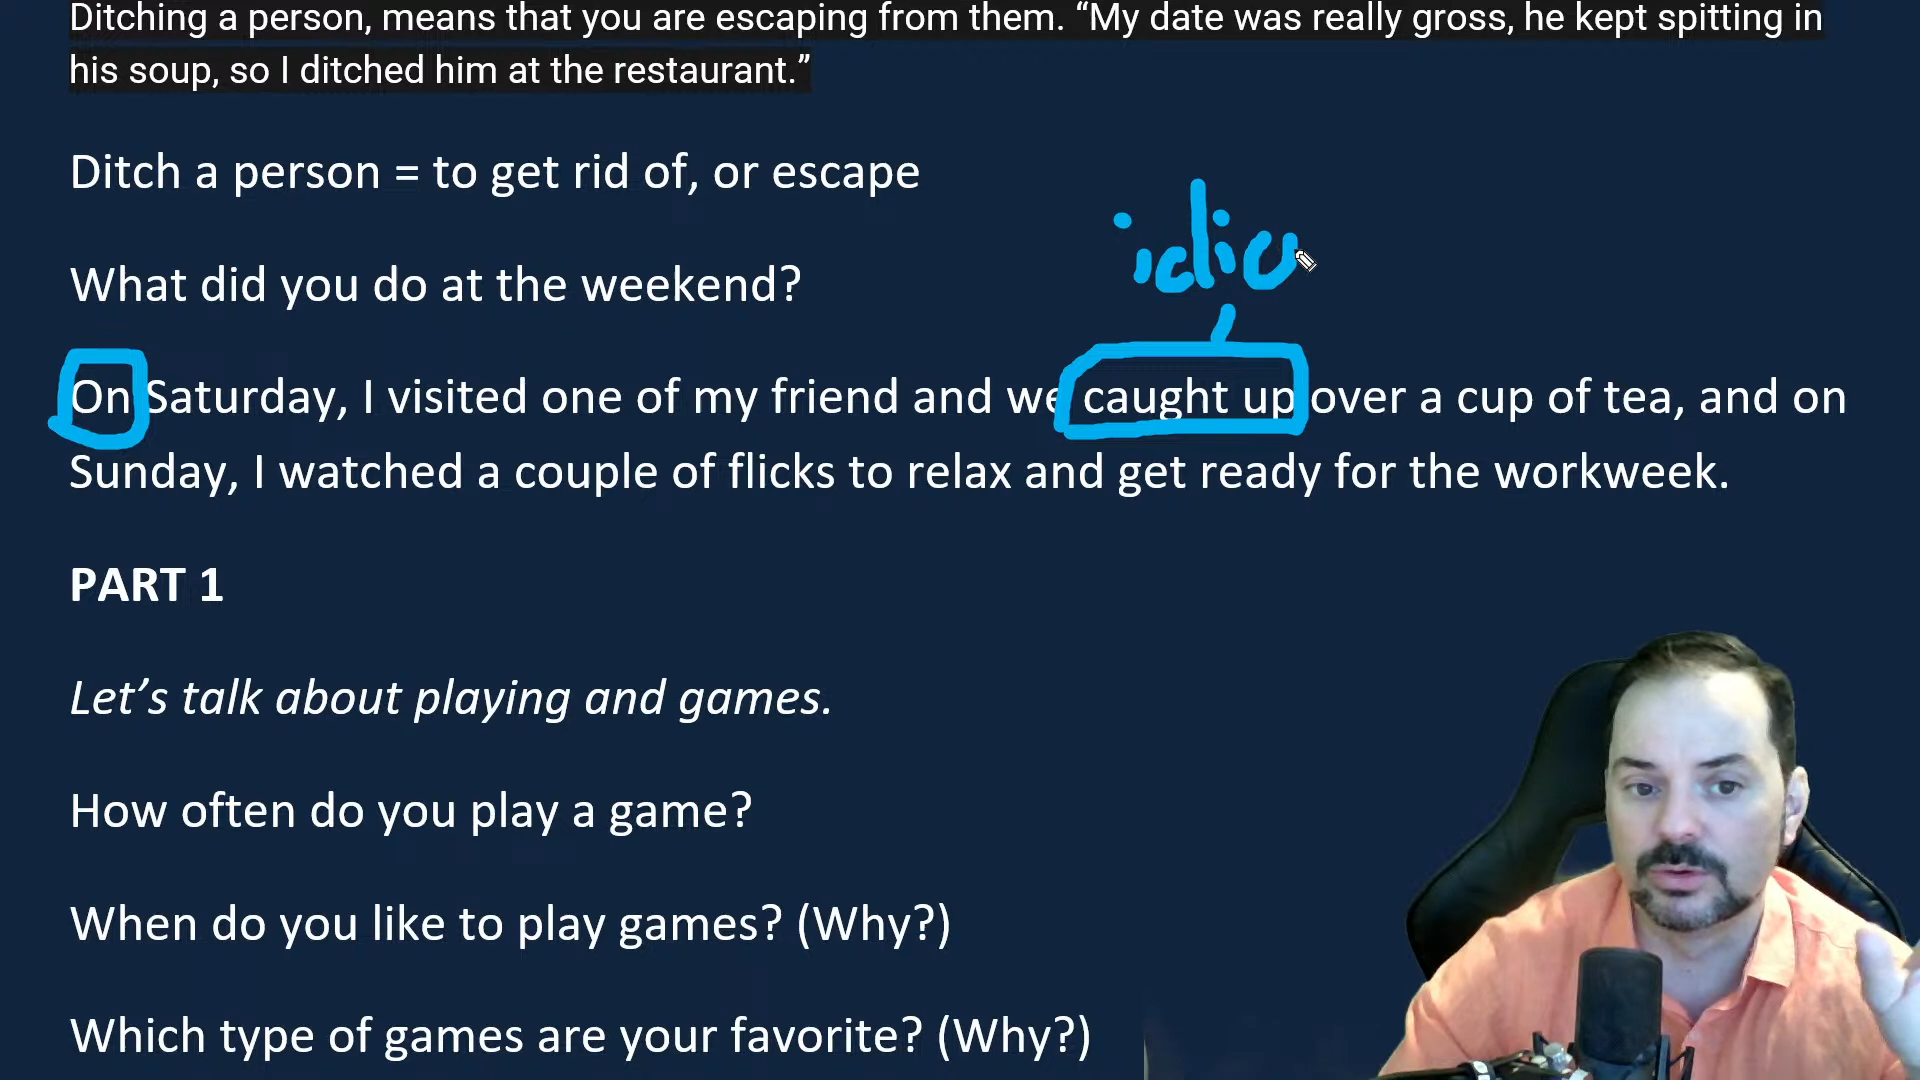 Ditching a person, means that you are escaping from them. “My date was really gross, he kept spitting in
his soup, so I ditched him at the restaurant.”
Ditch a person = to get rid of, or escape
idio
What did you do at the weekend?
On Saturday, I visited one of my friend and we caught up over a cup of tea, and on
Sunday, I watched a couple of flicks to relax and get ready for the workweek.
PART 1
Let’s talk about playing and games.
How often do you play a game?
When do you like to play games? (Why?)
Which type of games are your favorite? (Why?)